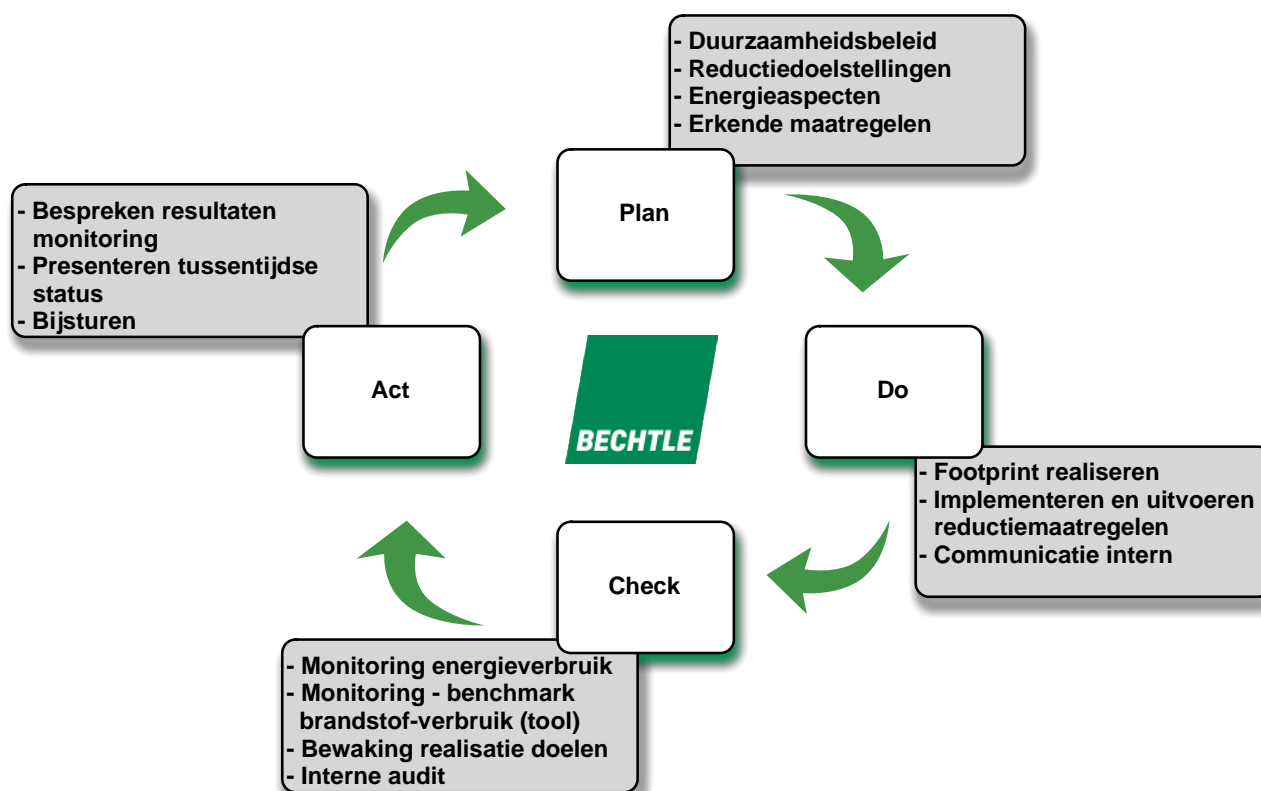 - Duurzaamheidsbeleid
- Reductiedoelstellingen
- Energieaspecten
- Erkende maatregelen
Plan
- Bespreken resultaten
monitoring
- Presenteren tussentijdse
status
- Bijsturen
Act
BECHTLE
Do
- Footprint realiseren
- Implementeren en uitvoeren
reductiemaatregelen
- Communicatie intern
Check
- Monitoring energieverbruik
- Monitoring - benchmark
brandstof-verbruik (tool)
- Bewaking realisatie doelen
- Interne audit